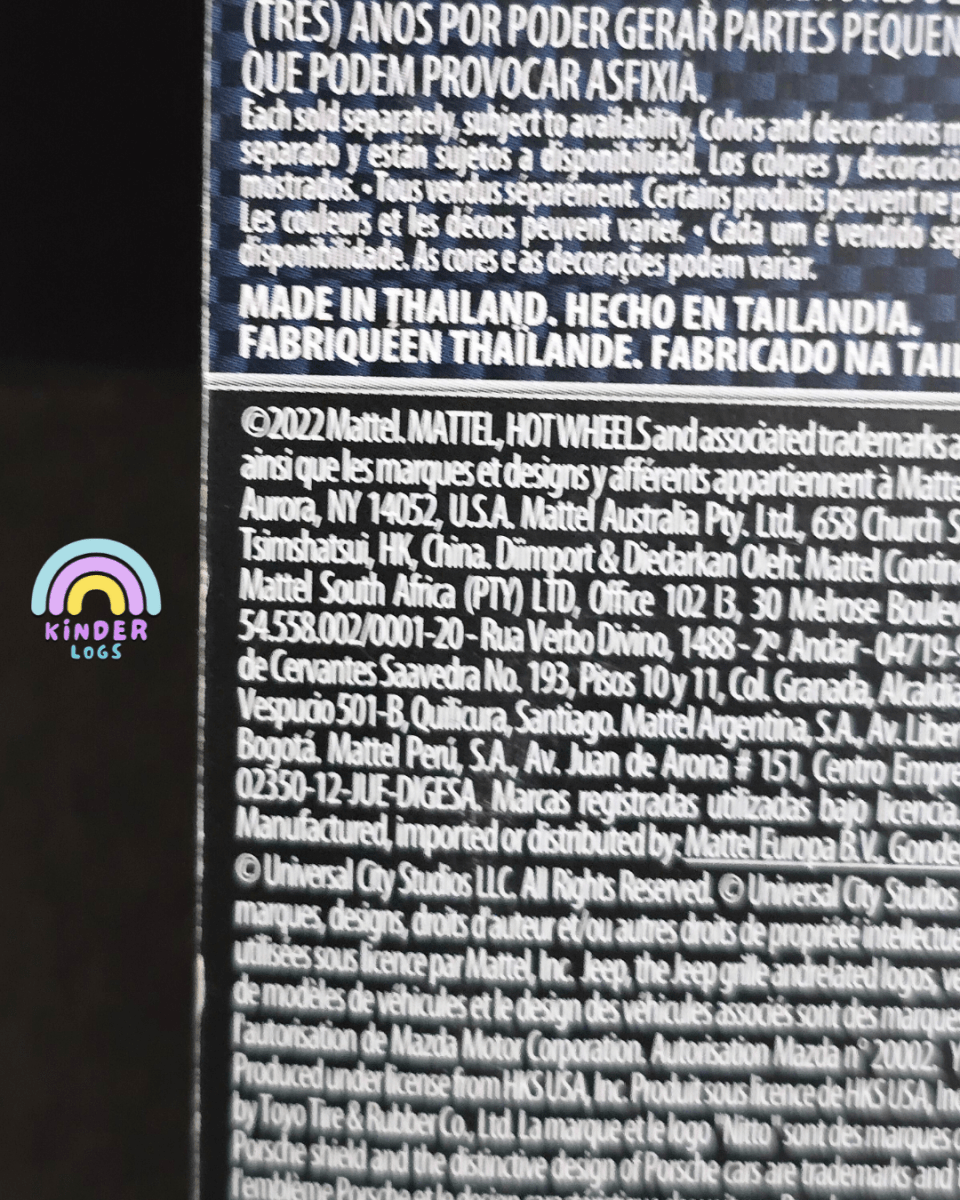 (TRES) ANOS POR PODER GERAR PARTES PEQUEN
QUE PODEM PROVOCAR ASFIXIA.
Each sold separately, subject to availability. Colors and decorations m
separado y están sujetos a disponibilidad. Los colores y decoració
mostrados. • Tous vendus séparément. Certains produits peuvent ne p
Les couleurs et les décors peuvent varier. • Cada um é vendido se
disponibilidade. As cores e as decorações podem variar.
MADE IN THAILAND. HECHO EN TAILANDIA.
FABRIQUÉ EN THAÏLANDE. FABRICADO NA TAIL
©2022 Mattel. MATTEL, HOT WHEELS and associated trademarks a
ainsi que les marques et designs y afférents appartiennent à Matte
Aurora, NY 14052, U.S.A. Mattel Australia Pty. Ltd., 658 Church S
Tsimshatsui, HK, China. Diimport & Diedarkan Oleh: Mattel Contin
Mattel South Africa (PTY) LTD, Office 102 I3, 30 Melrose Boulev
54.558.002/0001-20 - Rua Verbo Divino, 1488 - 2º. Andar - 04719-9
de Cervantes Saavedra No. 193, Pisos 10 y 11, Col. Granada, Alcaldía
Vespucio 501-B, Quilicura, Santiago. Mattel Argentina, S.A., Av. Liber
Bogotá. Mattel Perú, S.A., Av. Juan de Arona # 151, Centro Empre
02350-12-JUE-DIGESA. Marcas registradas utilizadas bajo licencia.
Manufactured, imported or distributed by: Mattel Europa B.V., Gonde
© Universal City Studios LLC. All Rights Reserved. © Universal City Studios
marques, designs, droits d'auteur et/ou autres droits de propriété intellectue
utilisées sous licence par Mattel, Inc. Jeep, the Jeep grille and related logos, ve
de modèles de véhicules et le design des véhicules associés sont des marque
l'autorisation de Mazda Motor Corporation. Autorisation Mazda n° 20002. Y
Produced under license from HKS USA, Inc. Produit sous licence de HKS USA, In
by Toyo Tire & Rubber Co., Ltd. La marque et le logo "Nitto" sont des marques d
Porsche shield and the distinctive design of Porsche cars are trademarks and t
l'emblème Porsche et le design
KiNDER
LOGS